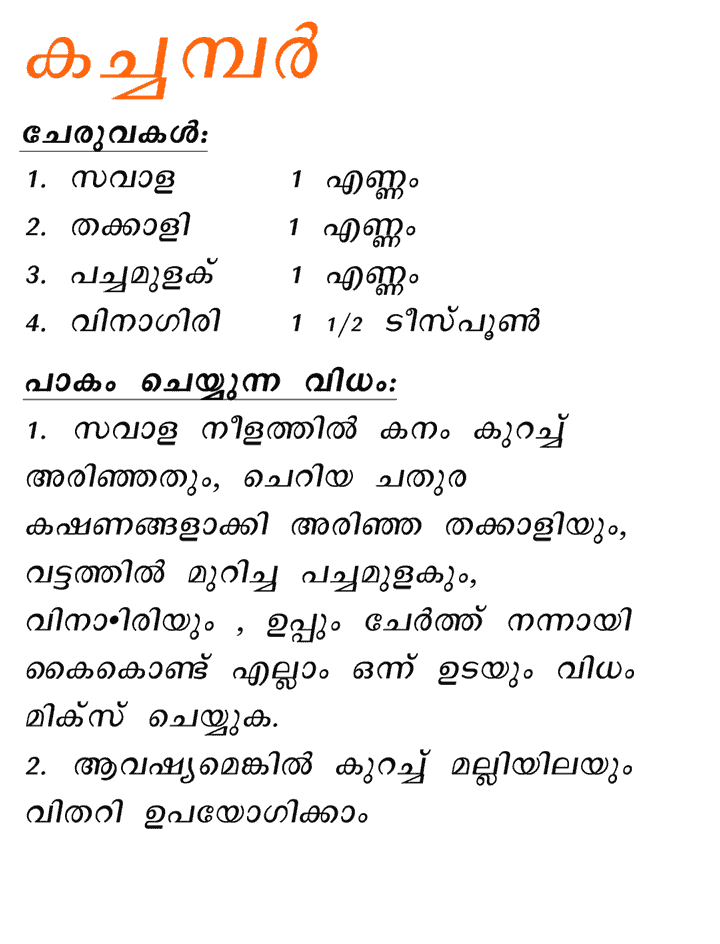 കച്ചമ്പർ
ചേരുവകൾ:
1. സവാള 1 എണ്ണം
2. തക്കാളി 1 എണ്ണം
3. പച്ചമുളക് 1 എണ്ണം
4. വിനാഗിരി 1 1/2 ടീസ്പൂൺ
പാകം ചെയ്യുന്ന വിധം:
1. സവാള നീളത്തിൽ കനം കുറച്ച്
അരിഞ്ഞതും, ചെറിയ ചതുര
കഷണങ്ങളാക്കി അരിഞ്ഞ തക്കാളിയും,
വട്ടത്തിൽ മുറിച്ച പച്ചമുളകും,
വിനാ•ിരിയും , ഉപ്പും ചേർത്ത് നന്നായി
കൈകൊണ്ട് എല്ലാം ഒന്ന് ഉടയും വിധം
മിക്സ് ചെയ്യുക.
2. ആവഷ്യമെങ്കിൽ കുറച്ച് മല്ലിയിലയും
വിതറി ഉപയോഗിക്കാം